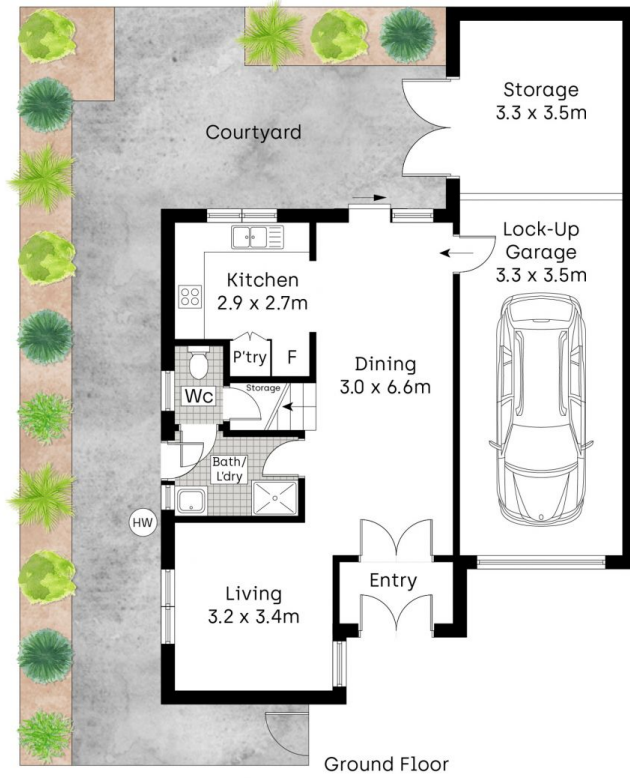 Storage
3.3 x 3.5m
Courtyard
Lock-Up
Garage
3.3 x 3.5m
Kitchen
2.9 x 2.7m
P'try
F
Dining
3.0 x 6.6m
Wc
Storage
Bath/
L'dry
HW
Living
3.2 x 3.4m
Entry
Ground Floor